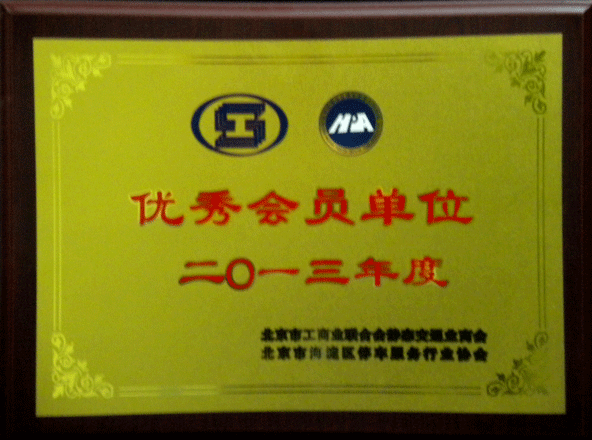 HPA
优秀会员单位
二〇一三年度
北京市工商业联合会静态交通业商会
北京市海淀区停车服务行业协会